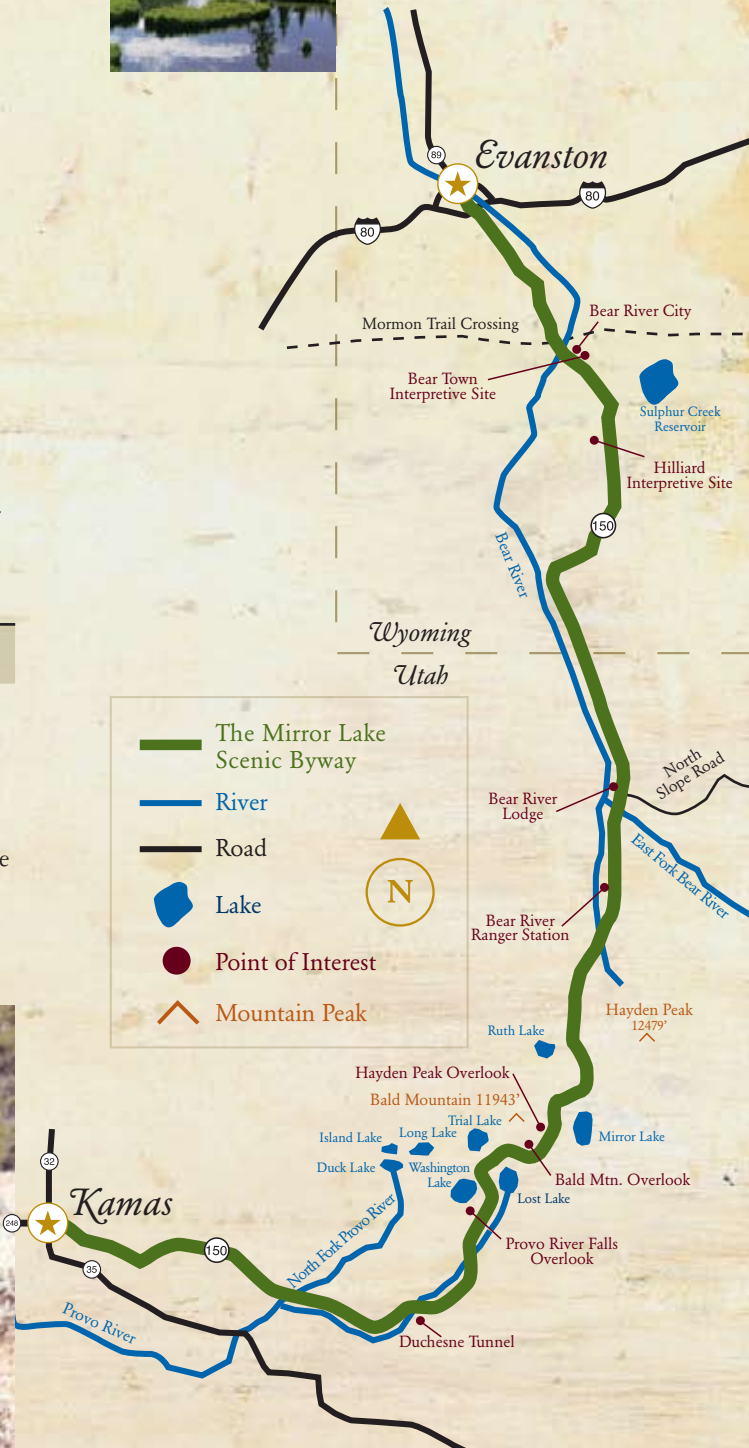 89
Evanston
80
80
Bear River City
Mormon Trail Crossing
Bear Town
Interpretive Site
Sulphur Creek
Reservoir
Hilliard
Interpretive Site
150
Bear River
Wyoming
Utah
The Mirror Lake
Scenic Byway
River
Road
N
Lake
Point of Interest
Mountain Peak
North
Slope Road
Bear River
Lodge
East Fork Bear River
Bear River
Ranger Station
e
Hayden Peak
12479’
Ruth Lake
Hayden Peak Overlook
Bald Mountain 11943’
Trial Lake
Long Lake
Island Lake
Mirror Lake
Duck Lake
Washington
Lake
Bald Mtn. Overlook
Lost Lake
32
Kamas
248
150
35
North Fork Provo River
Provo River Falls
Overlook
Provo River
Duchesne Tunnel